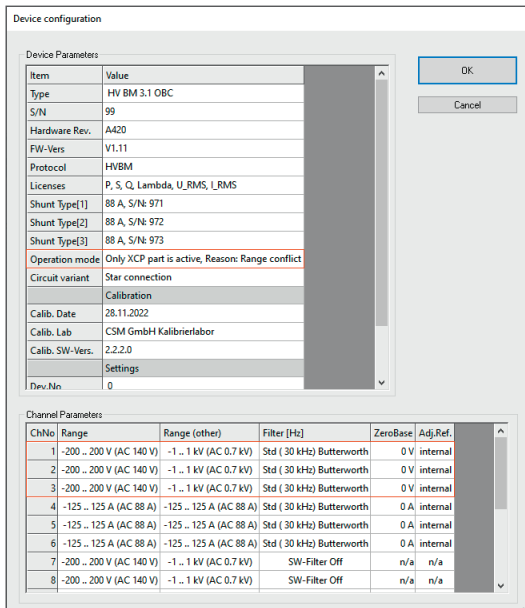 Device configuration
Device Parameters
Item Value
Type HV BM 3.1 OBC
S/N 99
Hardware Rev. A420
FW-Vers V1.11
Protocol HVBM
Licenses P, S, Q, Lambda, U_RMS, I_RMS
Shunt Type[1] 88 A, S/N: 971
Shunt Type[2] 88 A, S/N: 972
Shunt Type[3] 88 A, S/N: 973
Operation mode Only XCP part is active, Reason: Range conflict
Circuit variant Star connection
Calibration
Calib. Date 28.11.2022
Calib. Lab CSM GmbH Kalibrierlabor
Calib. SW-Vers. 2.2.2.0
Settings
Dev.No 0
OK
Cancel
Channel Parameters
ChNo Range Range (other) Filter [Hz] ZeroBase Adj.Ref.
1 -200 .. 200 V (AC 140 V) -1 .. 1 kV (AC 0.7 kV) Std ( 30 kHz) Butterworth 0 V internal
2 -200 .. 200 V (AC 140 V) -1 .. 1 kV (AC 0.7 kV) Std ( 30 kHz) Butterworth 0 V internal
3 -200 .. 200 V (AC 140 V) -1 .. 1 kV (AC 0.7 kV) Std ( 30 kHz) Butterworth 0 V internal
4 -125 .. 125 A (AC 88 A) -125 .. 125 A (AC 88 A) Std ( 30 kHz) Butterworth 0 A internal
5 -125 .. 125 A (AC 88 A) -125 .. 125 A (AC 88 A) Std ( 30 kHz) Butterworth 0 A internal
6 -125 .. 125 A (AC 88 A) -125 .. 125 A (AC 88 A) Std ( 30 kHz) Butterworth 0 A internal
7 -200 .. 200 V (AC 140 V) -1 .. 1 kV (AC 0.7 kV) SW-Filter Off n/a n/a
8 -200 .. 200 V (AC 140 V) -1 .. 1 kV (AC 0.7 kV) SW-Filter Off n/a n/a